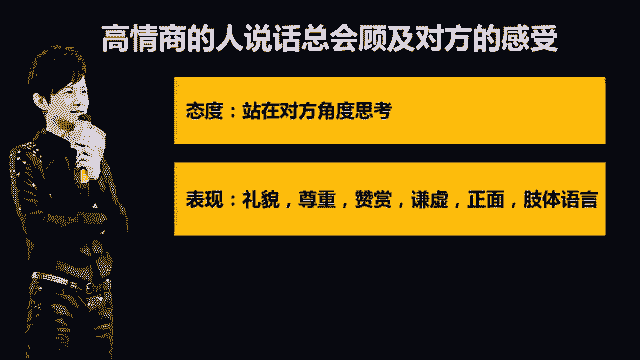 高情商的人说话总会顾及对方的感受
态度：站在对方角度思考
表现：礼貌，尊重，赞赏，谦虚，正面，肢体语言